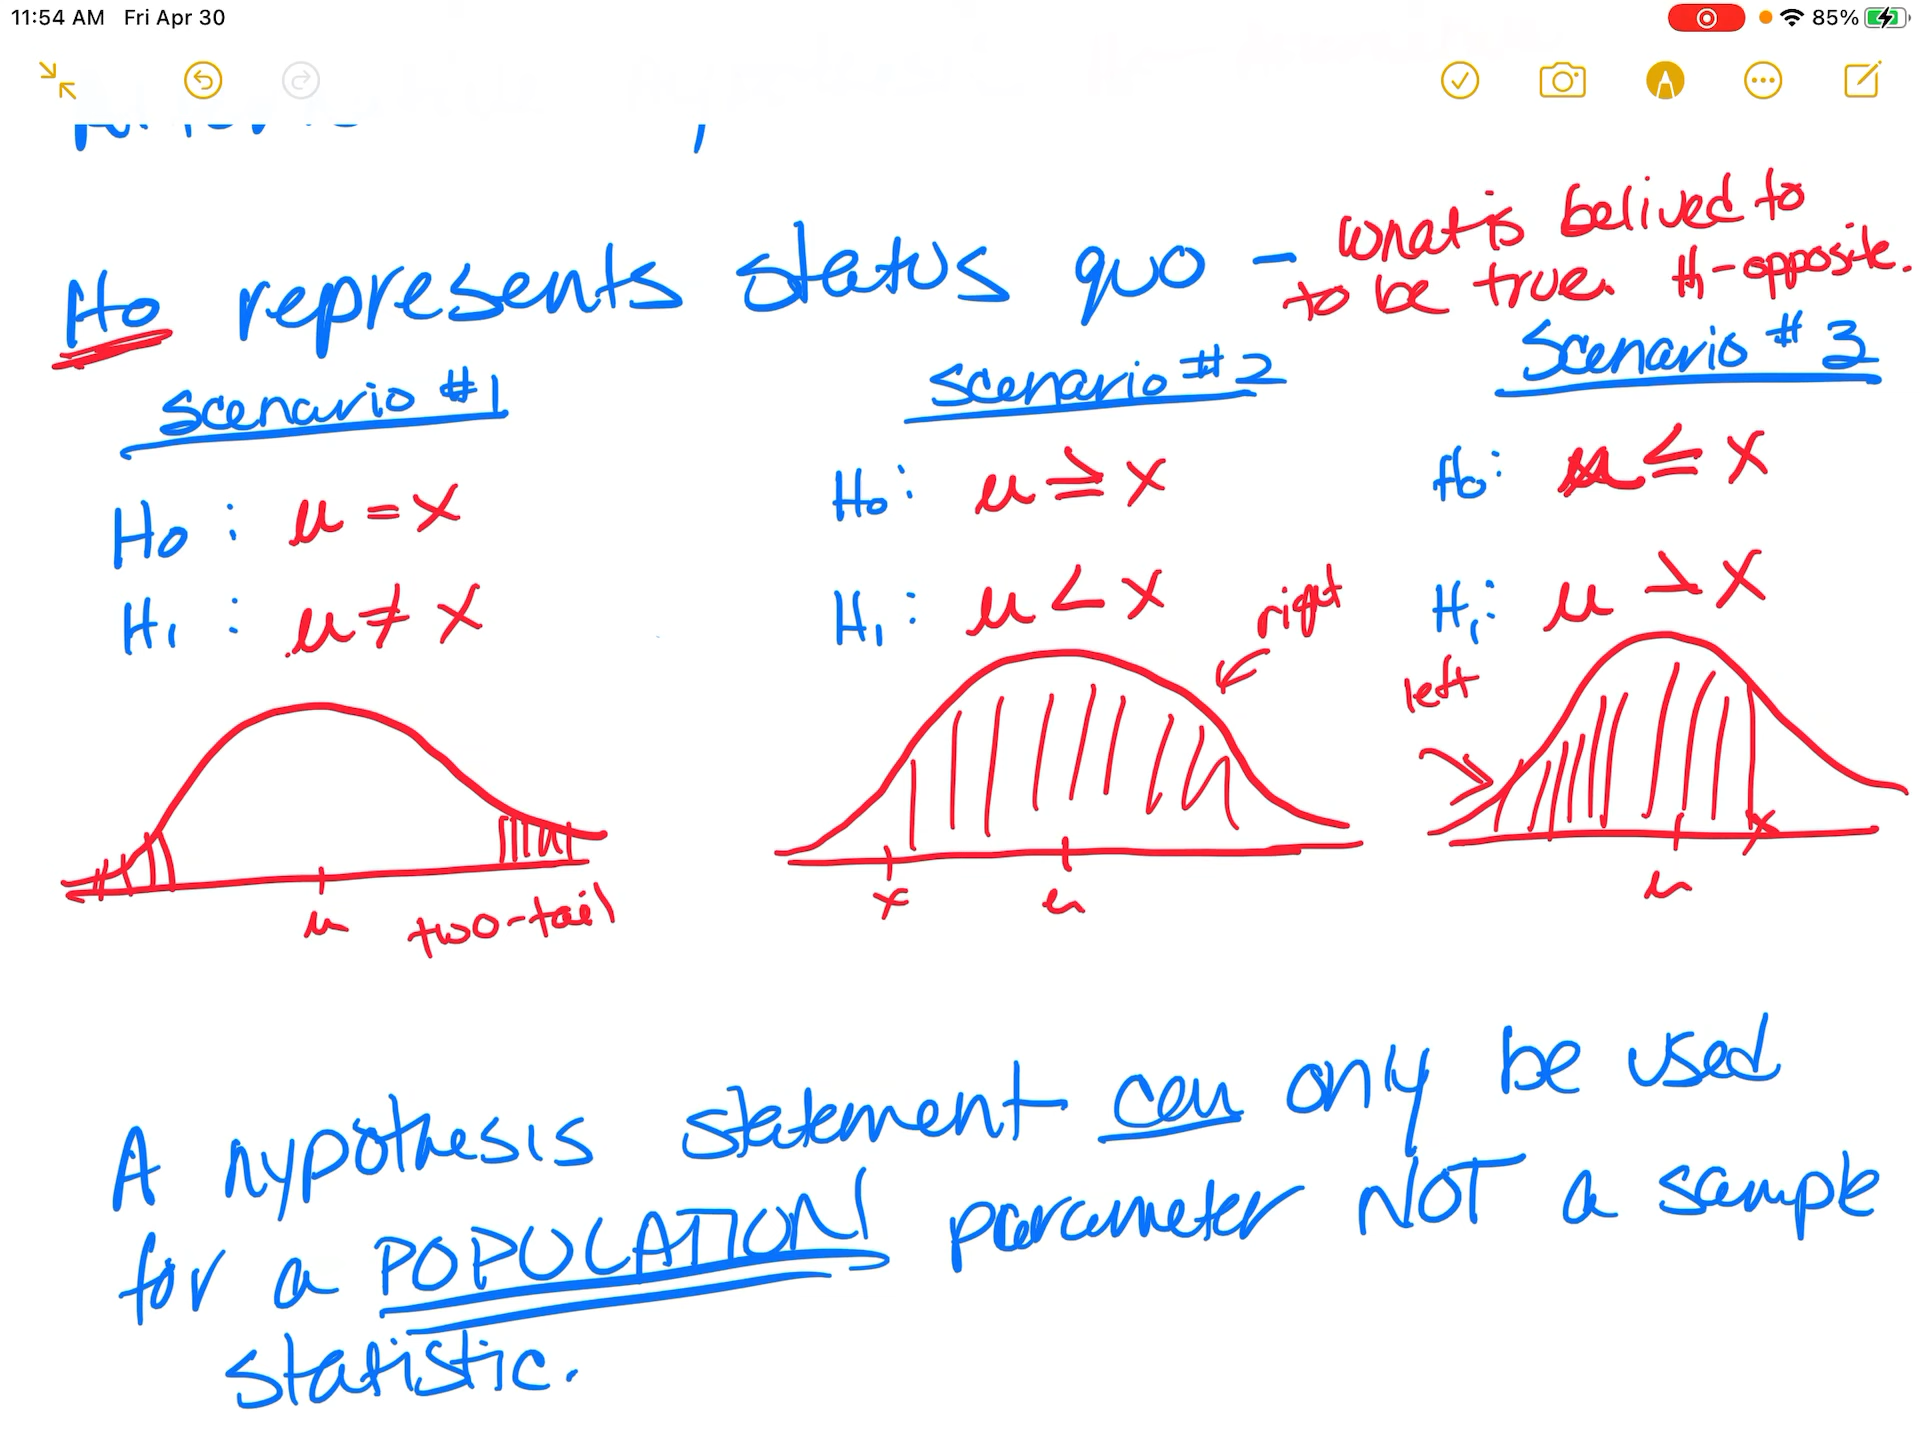 11:54 AM Fri Apr 30
85%
Ho represents status quo - what is belived to
to be true. H1-opposite.
Scenario #1
Scenario #2
Scenario #3
Ho : μ = x
Ho: μ ≥ x
Ho: μ ≤ x
H1 : μ ≠ x
H1: μ < x
H1: μ > x
right
left
μ
two-tail
x
μ
μ
x
A hypothesis statement can only be used
for a POPULATION parameter NOT a sample
statistic.